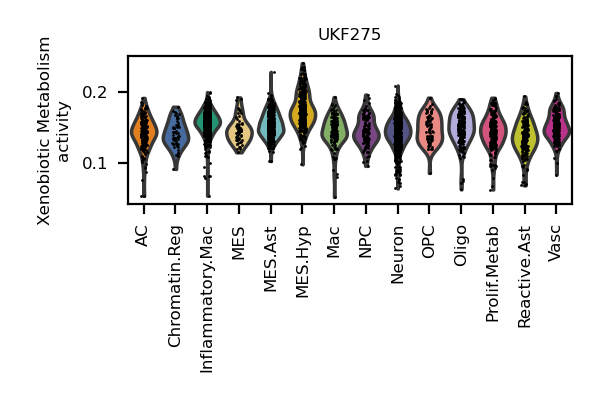 UKF275
Xenobiotic Metabolism
activity
0.2
0.1
AC
Chromatin.Reg
Inflammatory.Mac
MES
MES.Ast
MES.Hyp
Mac
NPC
Neuron
OPC
Oligo
Prolif.Metab
Reactive.Ast
Vasc